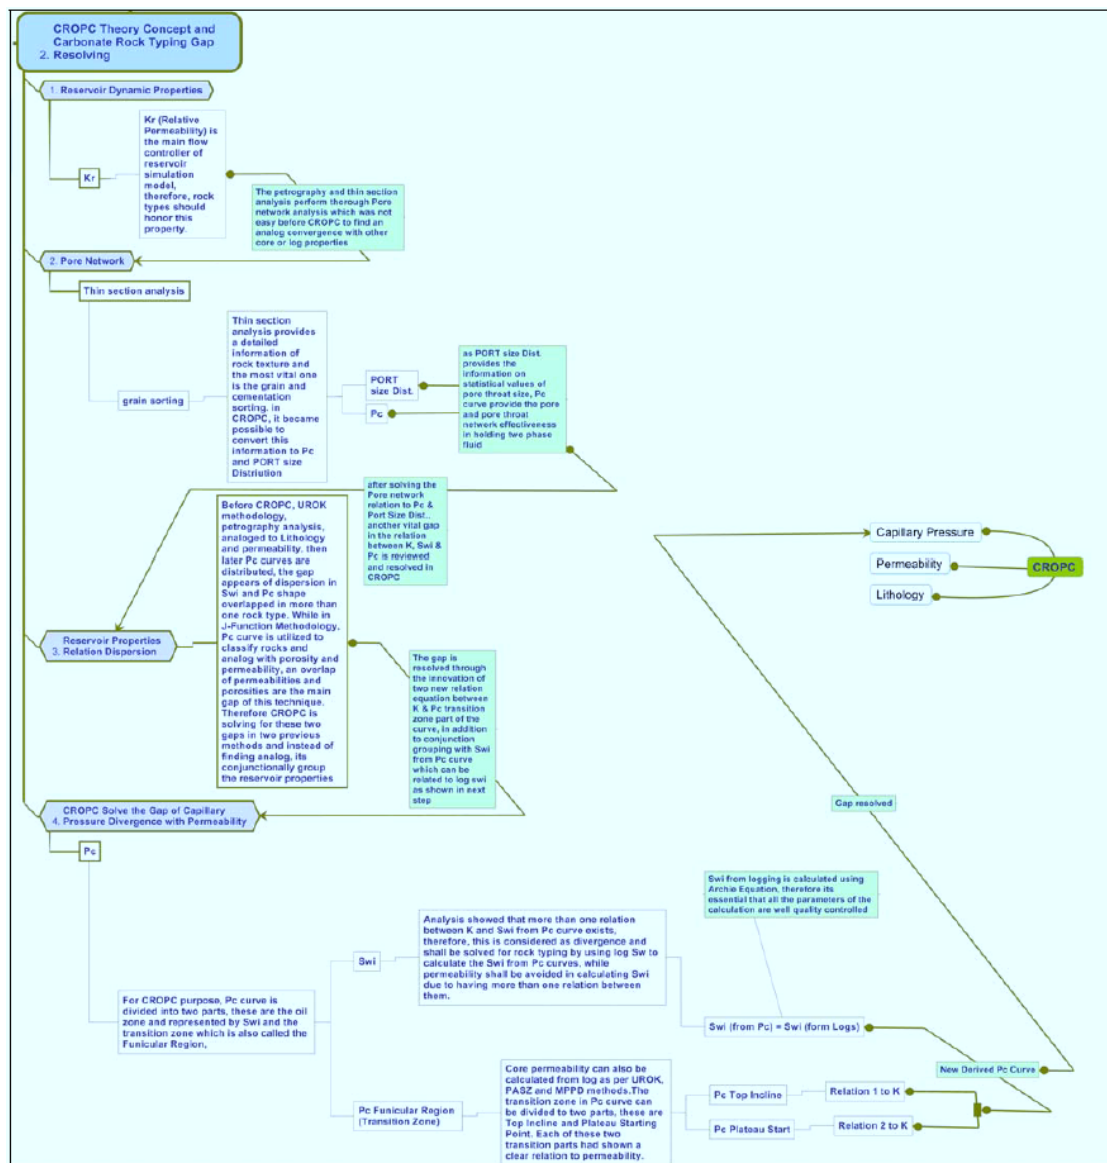 CROPC Theory Concept and
Carbonate Rock Typing Gap
2. Resolving
1. Reservoir Dynamic Properties
Kr
Kr (Relative
Permeability) is
the main flow
controller of
reservoir
simulation
model,
therefore, rock
types should
honor this
property.
The petrography and thin section
analysis perform thorough Pore
network analysis which was not
easy before CROPC to find an
analog convergence with other
core or log properties
2. Pore Network
Thin section analysis
grain sorting
Thin section
analysis provides
a detailed
information of
rock texture and
the most vital one
is the grain and
cementation
sorting. in
CROPC, it became
possible to
convert this
information to Pc
and PORT size
Distriution
PORT
size Dist.
Pc
as PORT size Dist.
provides the
information on
statistical values of
pore throat size, Pc
curve provide the pore
and pore throat
network effectiveness
in holding two phase
fluid
after solving the
Pore network
relation to Pc &
Port Size Dist.,
another vital gap
in the relation
between K, Swi &
Pc is reviewed
and resolved in
CROPC
Reservoir Properties
3. Relation Dispersion
Before CROPC, UROK
methodology,
petrography analysis,
analoged to Lithology
and permeability, then
later Pc curves are
distributed, the gap
appears of dispersion in
Swi and Pc shape
overlapped in more than
one rock type. While in
J-Function Methodology,
Pc curve is utilized to
classify rocks and
analog with porosity and
permeability, an overlap
of permeabilities and
porosities are the main
gap of this technique.
Therefore CROPC is
solving for these two
gaps in two previous
methods and instead of
finding analog, its
conjunctionally group
the reservoir properties
The gap is
resolved through
the innovation of
two new relation
equation between
K & Pc transition
zone part of the
curve, in addition
to conjunction
grouping with Swi
from Pc curve
which can be
related to log swi
as shown in next
step
Capillary Pressure
Permeability
Lithology
CROPC
Gap resolved
CROPC Solve the Gap of Capillary
4. Pressure Divergence with Permeability
Pc
For CROPC purpose, Pc curve is
divided into two parts, these are the oil
zone and represented by Swi and the
transition zone which is also called the
Funicular Region,
Swi
Analysis showed that more than one relation
between K and Swi from Pc curve exists,
therefore, this is considered as divergence and
shall be solved for rock typing by using log Sw to
calculate the Swi from Pc curves, while
permeability shall be avoided in calculating Swi
due to having more than one relation between
them.
Swi from logging is calculated using
Archie Equation, therefore its
essential that all the parameters of the
calculation are well quality controlled
Swi (from Pc) = Swi (form Logs)
New Derived Pc Curve
Pc Funicular Region
(Transition Zone)
Core permeability can also be
calculated from log as per UROK,
PASZ and MPPD methods.The
transition zone in Pc curve can
be divided to two parts, these are
Top Incline and Plateau Starting
Point. Each of these two
transition parts had shown a
clear relation to permeability.
Pc Top Incline
Relation 1 to K
Pc Plateau Start
Relation 2 to K